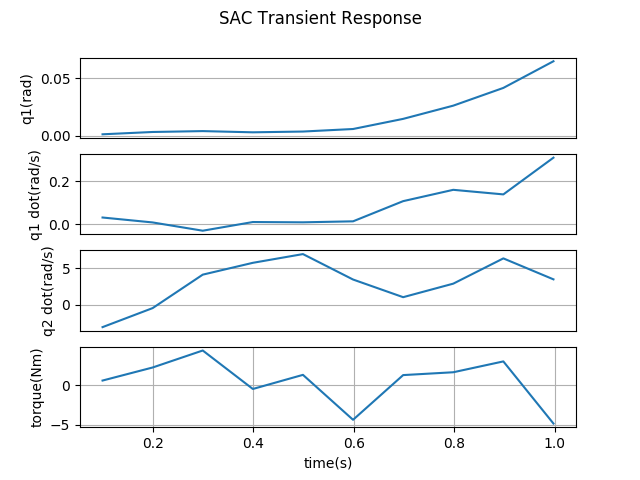 SAC Transient Response
q1(rad)
0.05
0.00
q1 dot(rad/s)
0.2
0.0
q2 dot(rad/s)
5
0
torque(Nm)
0
−5
0.2 0.4 0.6 0.8 1.0
time(s)